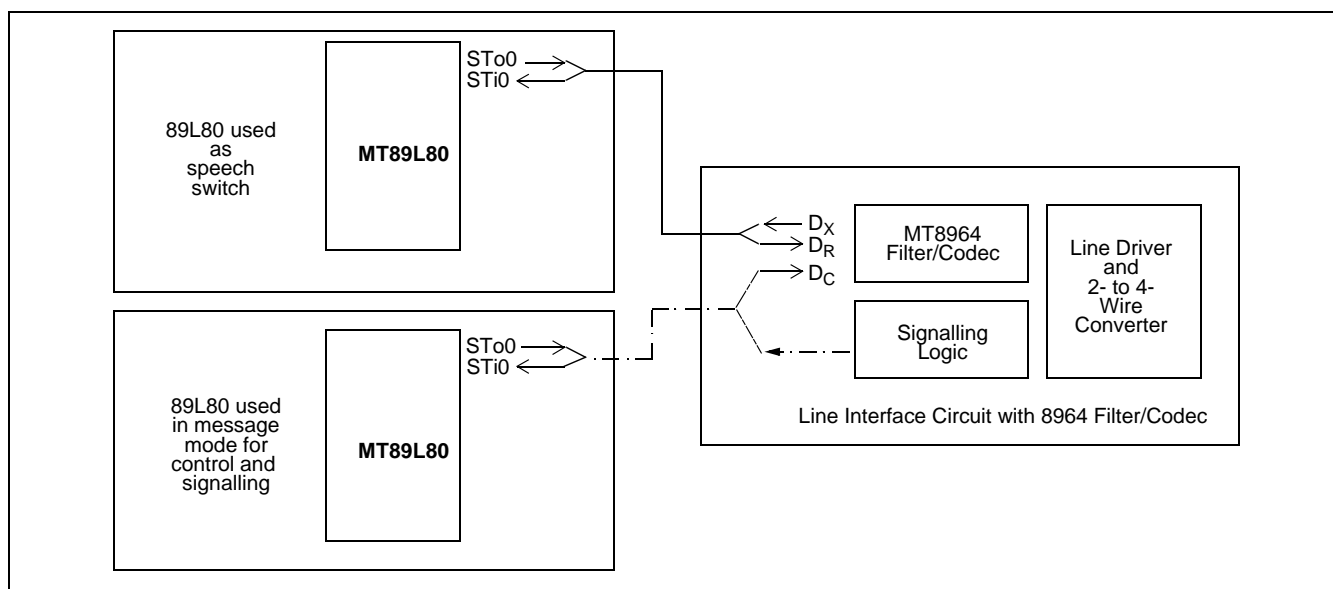 STo0
STi0
89L80 used
as
speech
switch
MT89L80
STo0
STi0
89L80 used
in message
mode for
control and
signalling
MT89L80
DX
DR
DC
MT8964
Filter/Codec
Signalling
Logic
Line Driver
and
2- to 4-
Wire
Converter
Line Interface Circuit with 8964 Filter/Codec